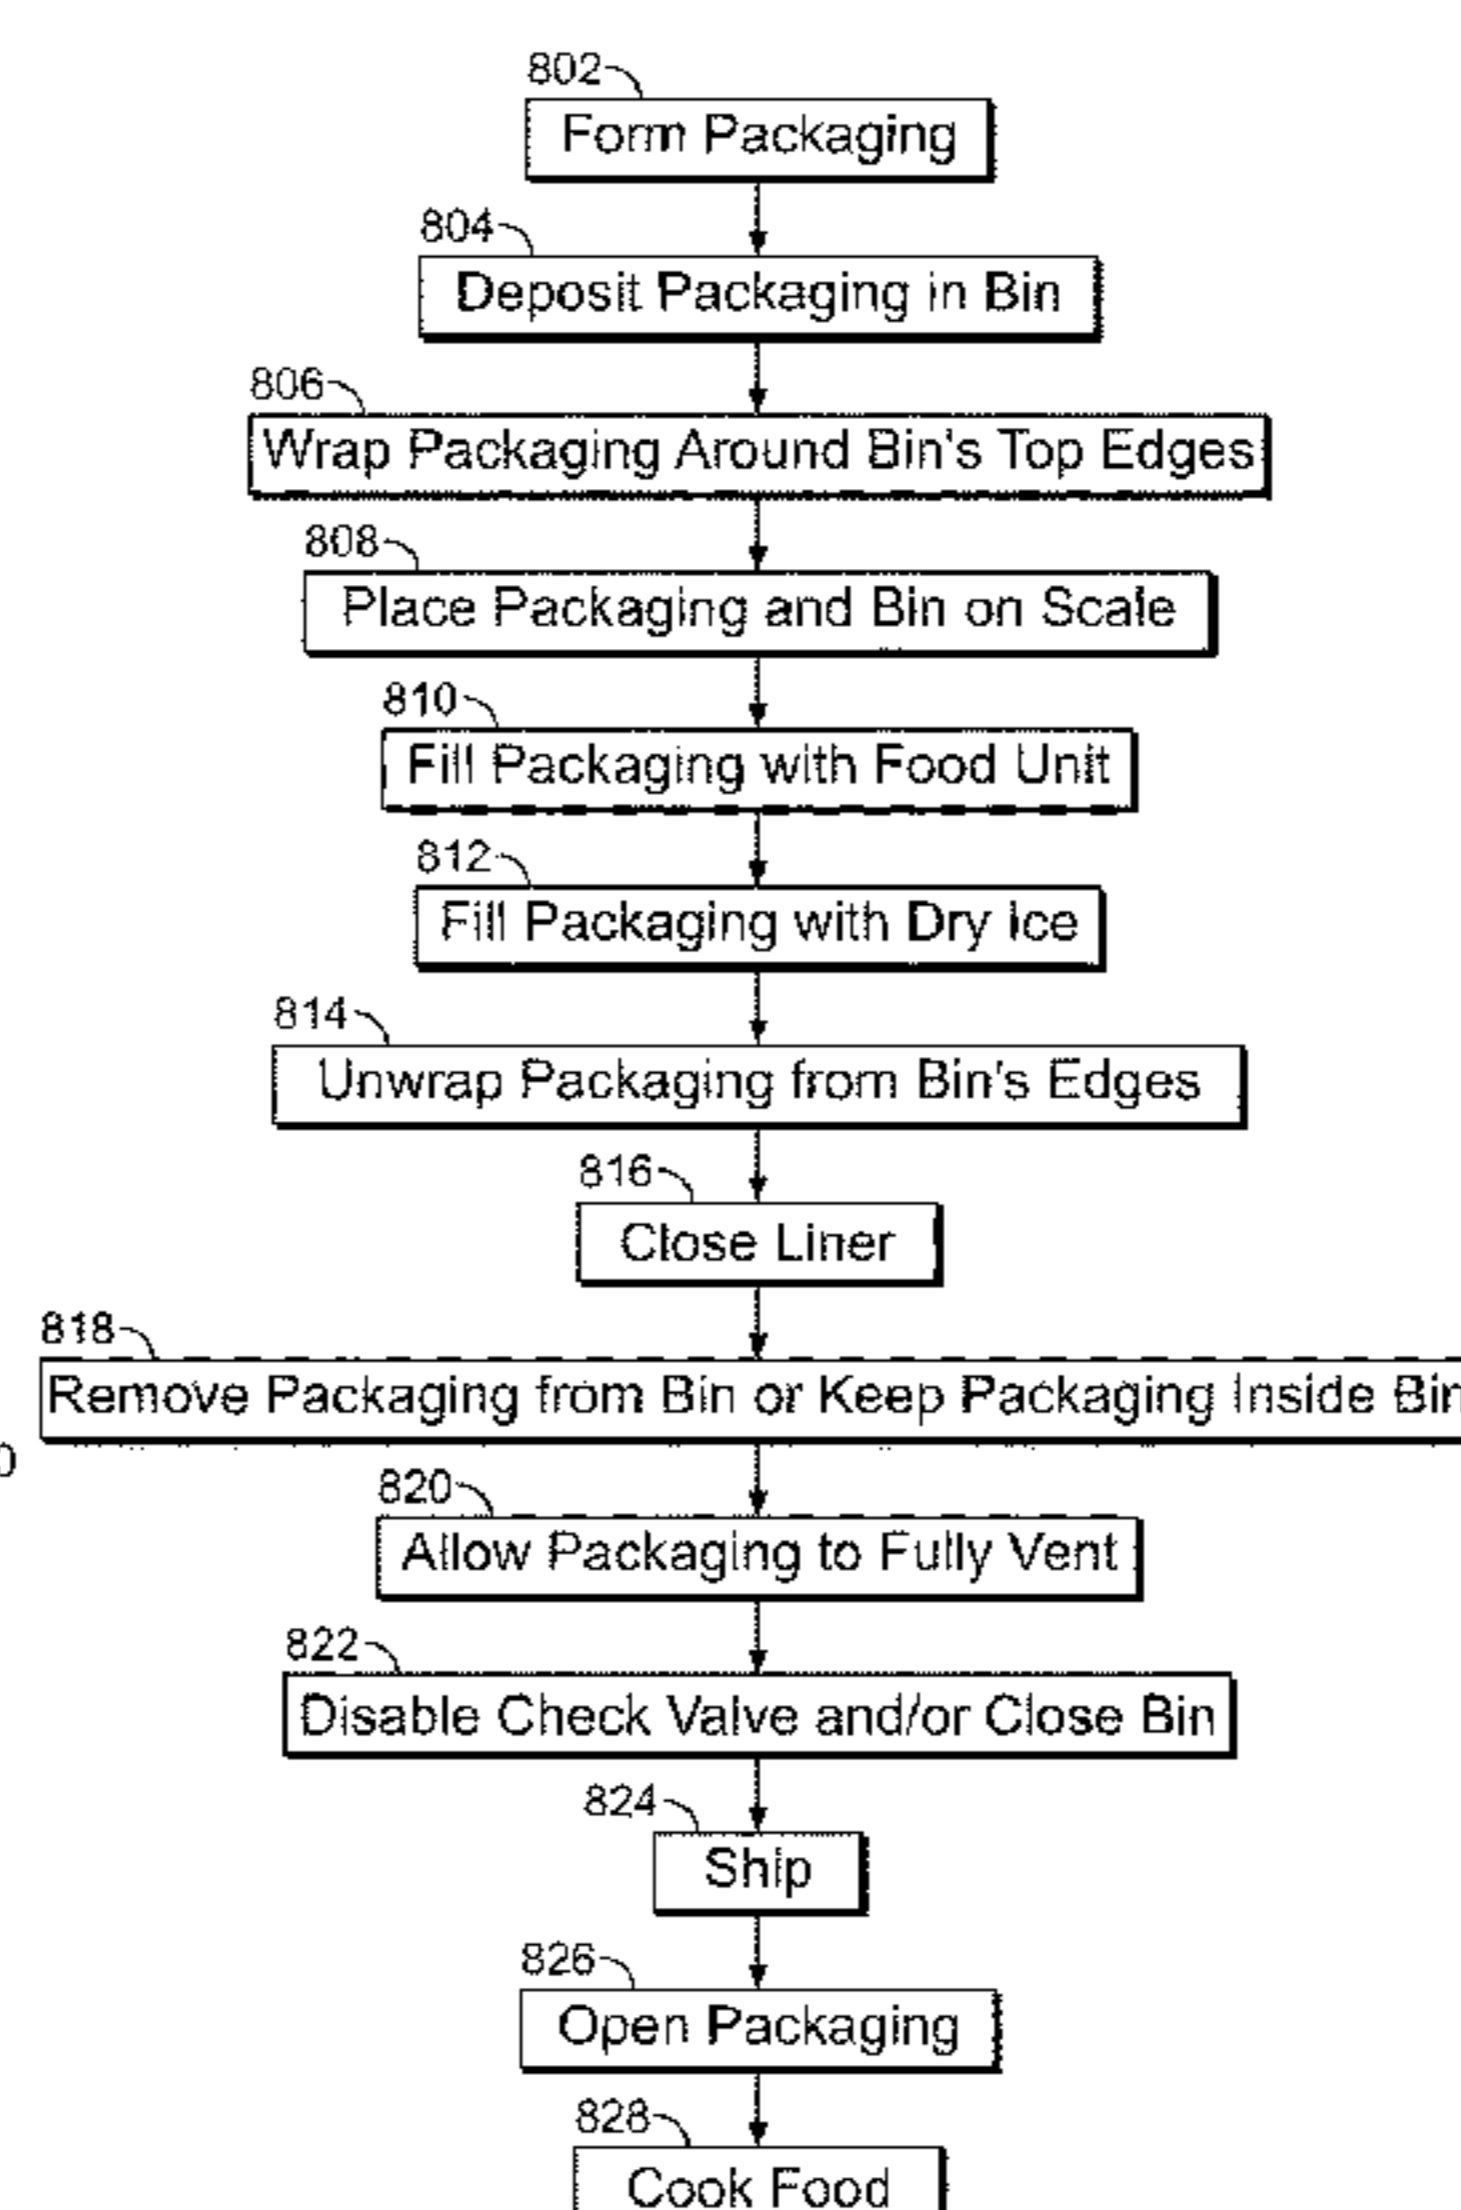 802
Form Packaging
804
Deposit Packaging in Bin
806
Wrap Packaging Around Bin's Top Edges
808
Place Packaging and Bin on Scale
810
Fill Packaging with Food Unit
812
Fill Packaging with Dry Ice
814
Unwrap Packaging from Bin's Edges
816
Close Liner
818
Remove Packaging from Bin or Keep Packaging Inside Bin
820
Allow Packaging to Fully Vent
822
Disable Check Valve and/or Close Bin
824
Ship
826
Open Packaging
828
Cook Food